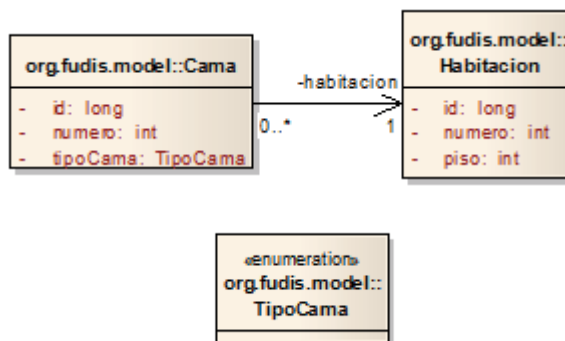 org.fudis.model::Cama
- id: long
- numero: int
- tipoCama: TipoCama
-habitacion
0..*
1
org.fudis.model::
Habitacion
- id: long
- numero: int
- piso: int
«enumeration»
org.fudis.model::
TipoCama